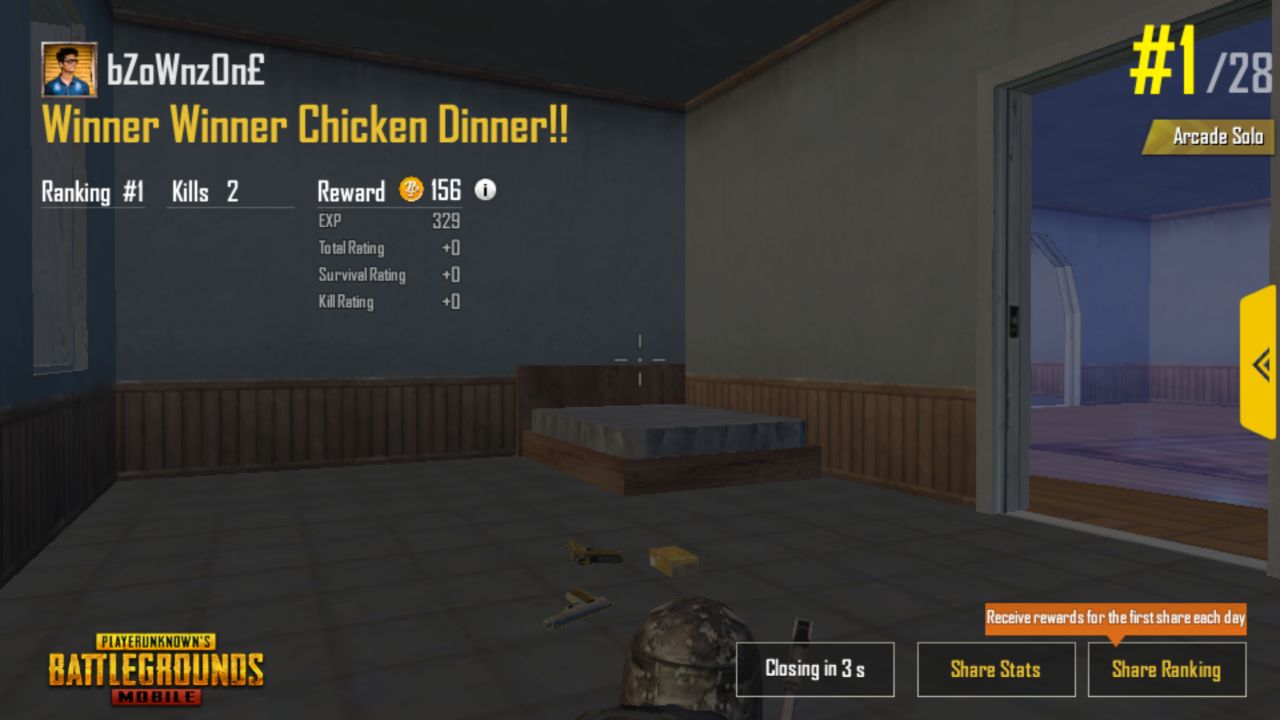 bZoWnzOn£
Winner Winner Chicken Dinner!!
#1/28
Arcade Solo
Ranking #1 Kills 2 Reward 156
EXP 329
Total Rating +0
Survival Rating +0
Kill Rating +0
Receive rewards for the first share each day
Closing in 3 s
Share Stats
Share Ranking
PLAYERUNKNOWN'S
BATTLEGROUNDS
MOBILE